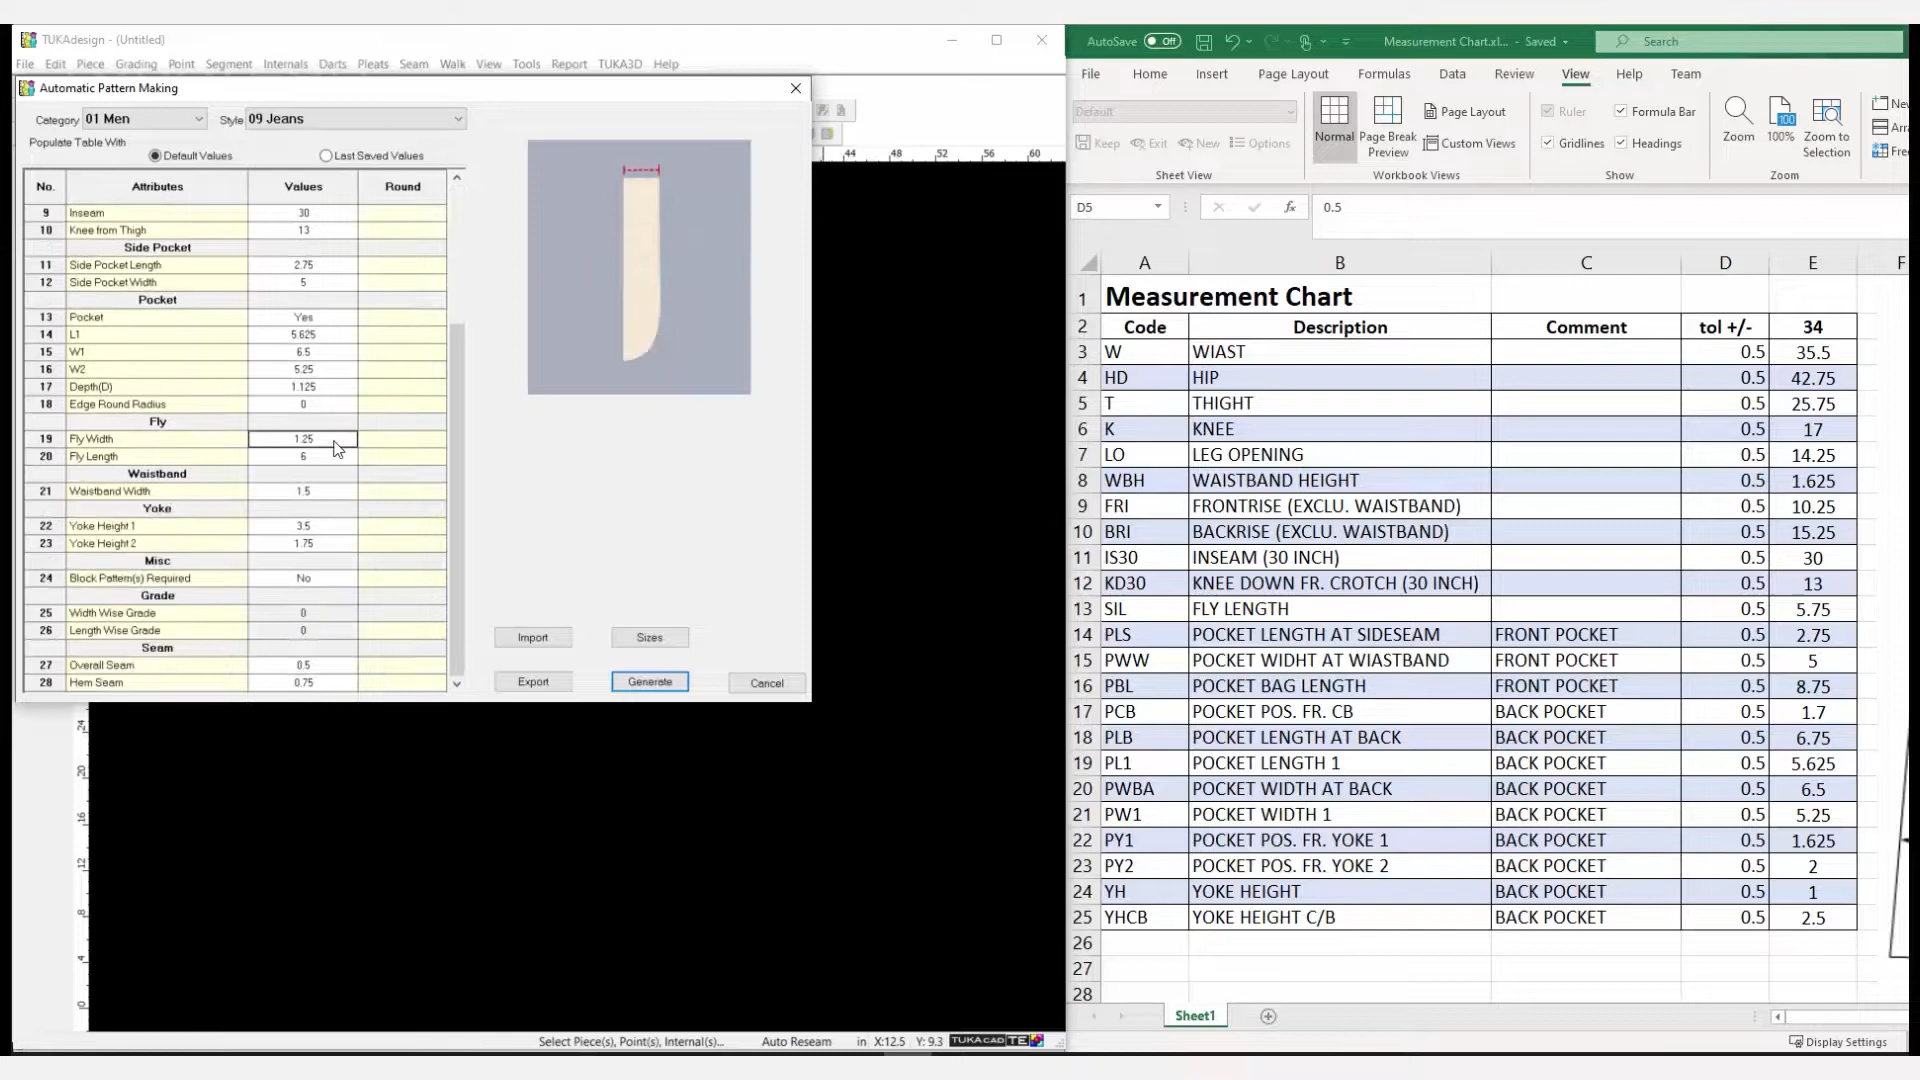 TUKAdesign - (Untitled)
File Edit Piece Grading Point Segment Internals Darts Pleats Seam Walk View Tools Report TUKA3D Help
Automatic Pattern Making
Category 01 Men Style 09 Jeans
Populate Table With
Default Values Last Saved Values
No. Attributes Values Round
9 Inseam 30
10 Knee from Thigh 13
Side Pocket
11 Side Pocket Length 2.75
12 Side Pocket Width 5
Pocket
13 Pocket Yes
14 L1 5.625
15 W1 6.5
16 W2 5.25
17 Depth(D) 1.125
18 Edge Round Radius 0
Fly
19 Fly Width 1.25
20 Fly Length 6
Waistband
21 Waistband Width 1.5
Yoke
22 Yoke Height 1 3.5
23 Yoke Height 2 1.75
Misc
24 Block Pattern(s) Required No
Grade
25 Width Wise Grade 0
26 Length Wise Grade 0
Seam
27 Overall Seam 0.5
28 Hem Seam 0.75
Import Sizes
Export Generate Cancel
44 48 52 56 60
24
20
16
12
8
4
0
Select Piece(s), Point(s), Internal(s)... Auto Reseam in X:12.5 Y: 9.3 TUKACAD TE
AutoSave Off Measurement Chart.xl... - Saved Search
File Home Insert Page Layout Formulas Data Review View Help Team
Default
Keep Exit New Options
Sheet View
Normal Page Break Preview Page Layout Custom Views
Workbook Views
Ruler Formula Bar
Gridlines Headings
Show
Zoom 100% Zoom to Selection
Zoom
New
Arra
Free
D5 fx 0.5
A B C D E F
1 Measurement Chart
2 Code Description Comment tol +/- 34
3 W WIAST 0.5 35.5
4 HD HIP 0.5 42.75
5 T THIGHT 0.5 25.75
6 K KNEE 0.5 17
7 LO LEG OPENING 0.5 14.25
8 WBH WAISTBAND HEIGHT 0.5 1.625
9 FRI FRONTRISE (EXCLU. WAISTBAND) 0.5 10.25
10 BRI BACKRISE (EXCLU. WAISTBAND) 0.5 15.25
11 IS30 INSEAM (30 INCH) 0.5 30
12 KD30 KNEE DOWN FR. CROTCH (30 INCH) 0.5 13
13 SIL FLY LENGTH 0.5 5.75
14 PLS POCKET LENGTH AT SIDESEAM FRONT POCKET 0.5 2.75
15 PWW POCKET WIDHT AT WIASTBAND FRONT POCKET 0.5 5
16 PBL POCKET BAG LENGTH FRONT POCKET 0.5 8.75
17 PCB POCKET POS. FR. CB BACK POCKET 0.5 1.7
18 PLB POCKET LENGTH AT BACK BACK POCKET 0.5 6.75
19 PL1 POCKET LENGTH 1 BACK POCKET 0.5 5.625
20 PWBA POCKET WIDTH AT BACK BACK POCKET 0.5 6.5
21 PW1 POCKET WIDTH 1 BACK POCKET 0.5 5.25
22 PY1 POCKET POS. FR. YOKE 1 BACK POCKET 0.5 1.625
23 PY2 POCKET POS. FR. YOKE 2 BACK POCKET 0.5 2
24 YH YOKE HEIGHT BACK POCKET 0.5 1
25 YHCB YOKE HEIGHT C/B BACK POCKET 0.5 2.5
26
27
28
Sheet1
Display Settings